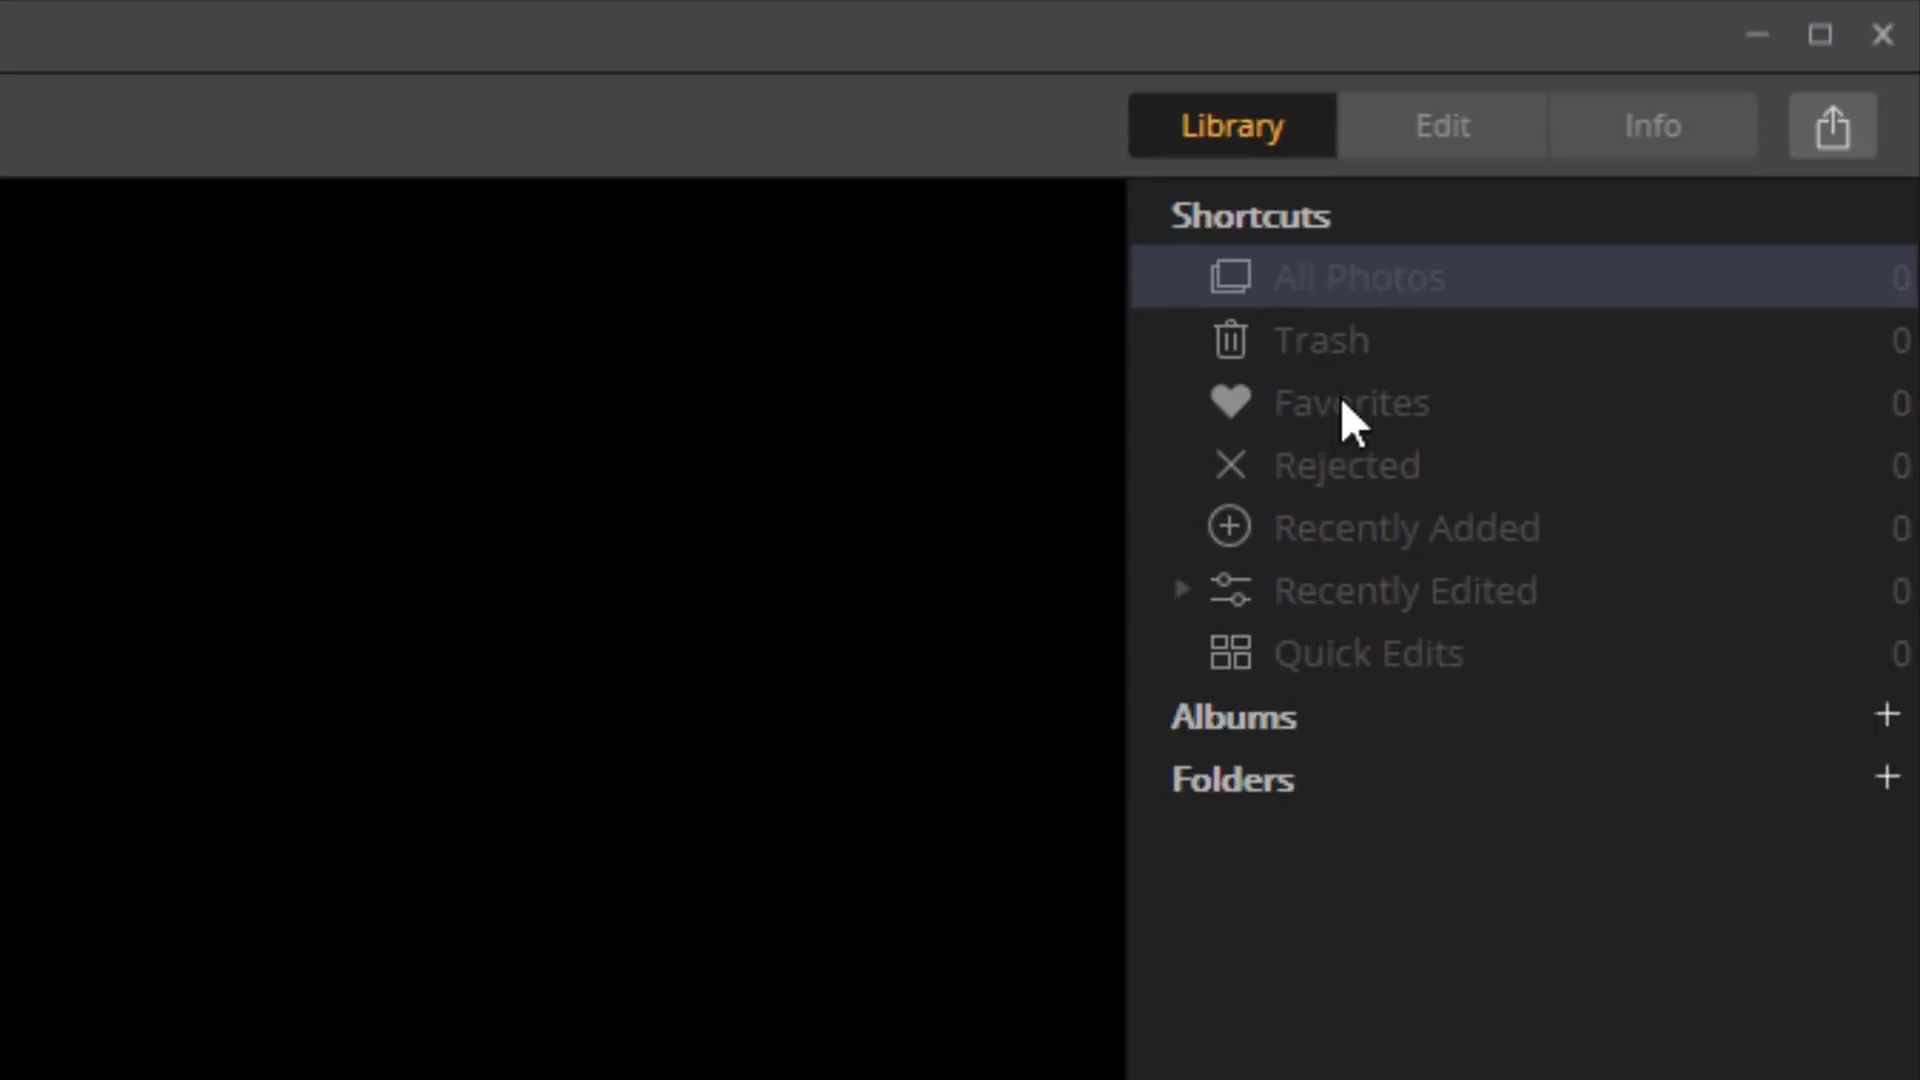 Library Edit Info
Shortcuts
All Photos 0
Trash 0
Favorites 0
Rejected 0
Recently Added 0
Recently Edited 0
Quick Edits 0
Albums +
Folders +